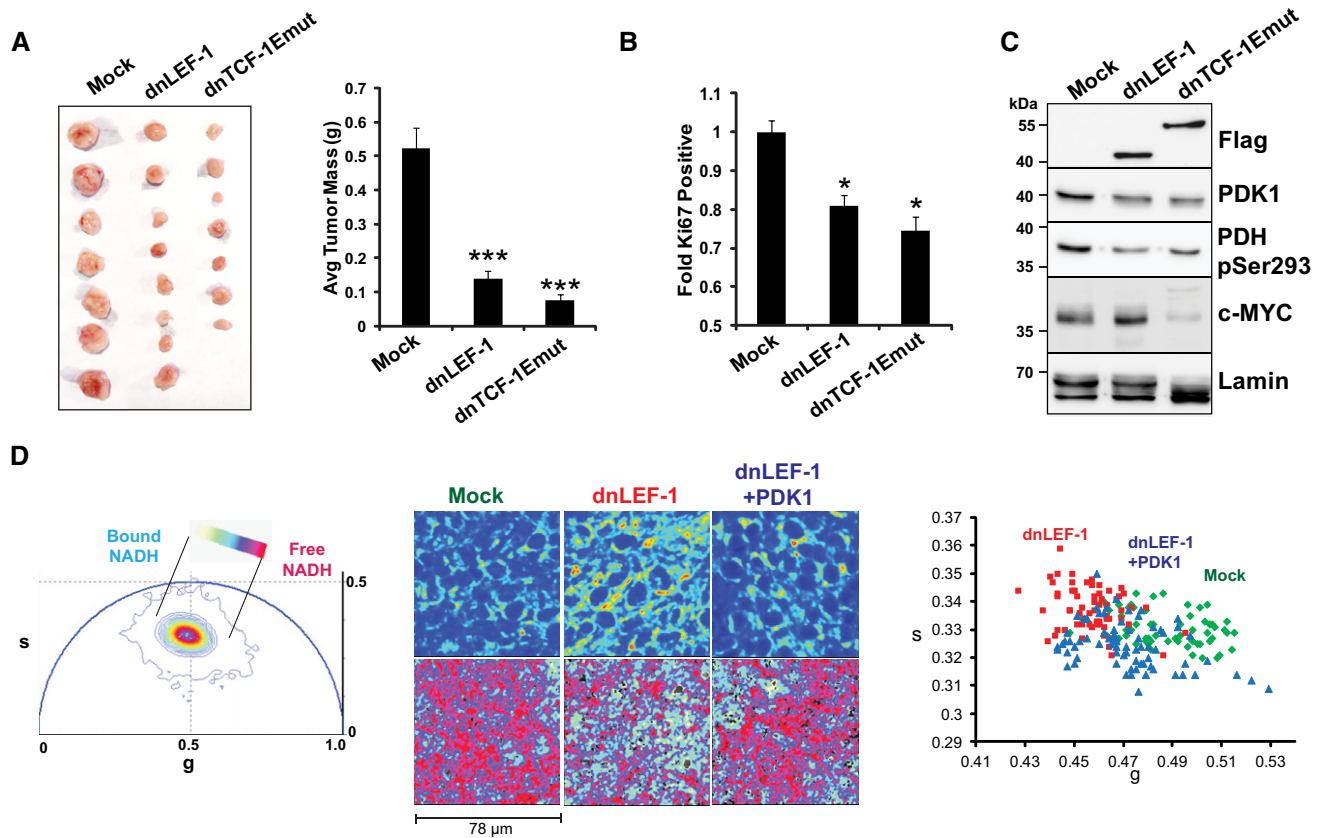 A
Mock
dnLEF-1
dnTCF-1Emut
Avg Tumor Mass (g)
0.7
0.6
0.5
0.4
0.3
0.2
0.1
0
***
***
Mock
dnLEF-1
dnTCF-1Emut
B
Fold Ki67 Positive
1.1
1
0.9
0.8
0.7
0.6
0.5
*
*
Mock
dnLEF-1
dnTCF-1Emut
C
Mock
dnLEF-1
dnTCF-1Emut
kDa
55
40
Flag
40
PDK1
40
35
PDH
pSer293
35
c-MYC
70
Lamin
D
Bound
NADH
Free
NADH
s
0.5
0
0
0.5
1.0
g
Mock
dnLEF-1
dnLEF-1
+PDK1
78 µm
s
0.37
0.36
0.35
0.34
0.33
0.32
0.31
0.3
0.29
dnLEF-1
dnLEF-1
+PDK1
Mock
0.41
0.43
0.45
0.47
0.49
0.51
0.53
g